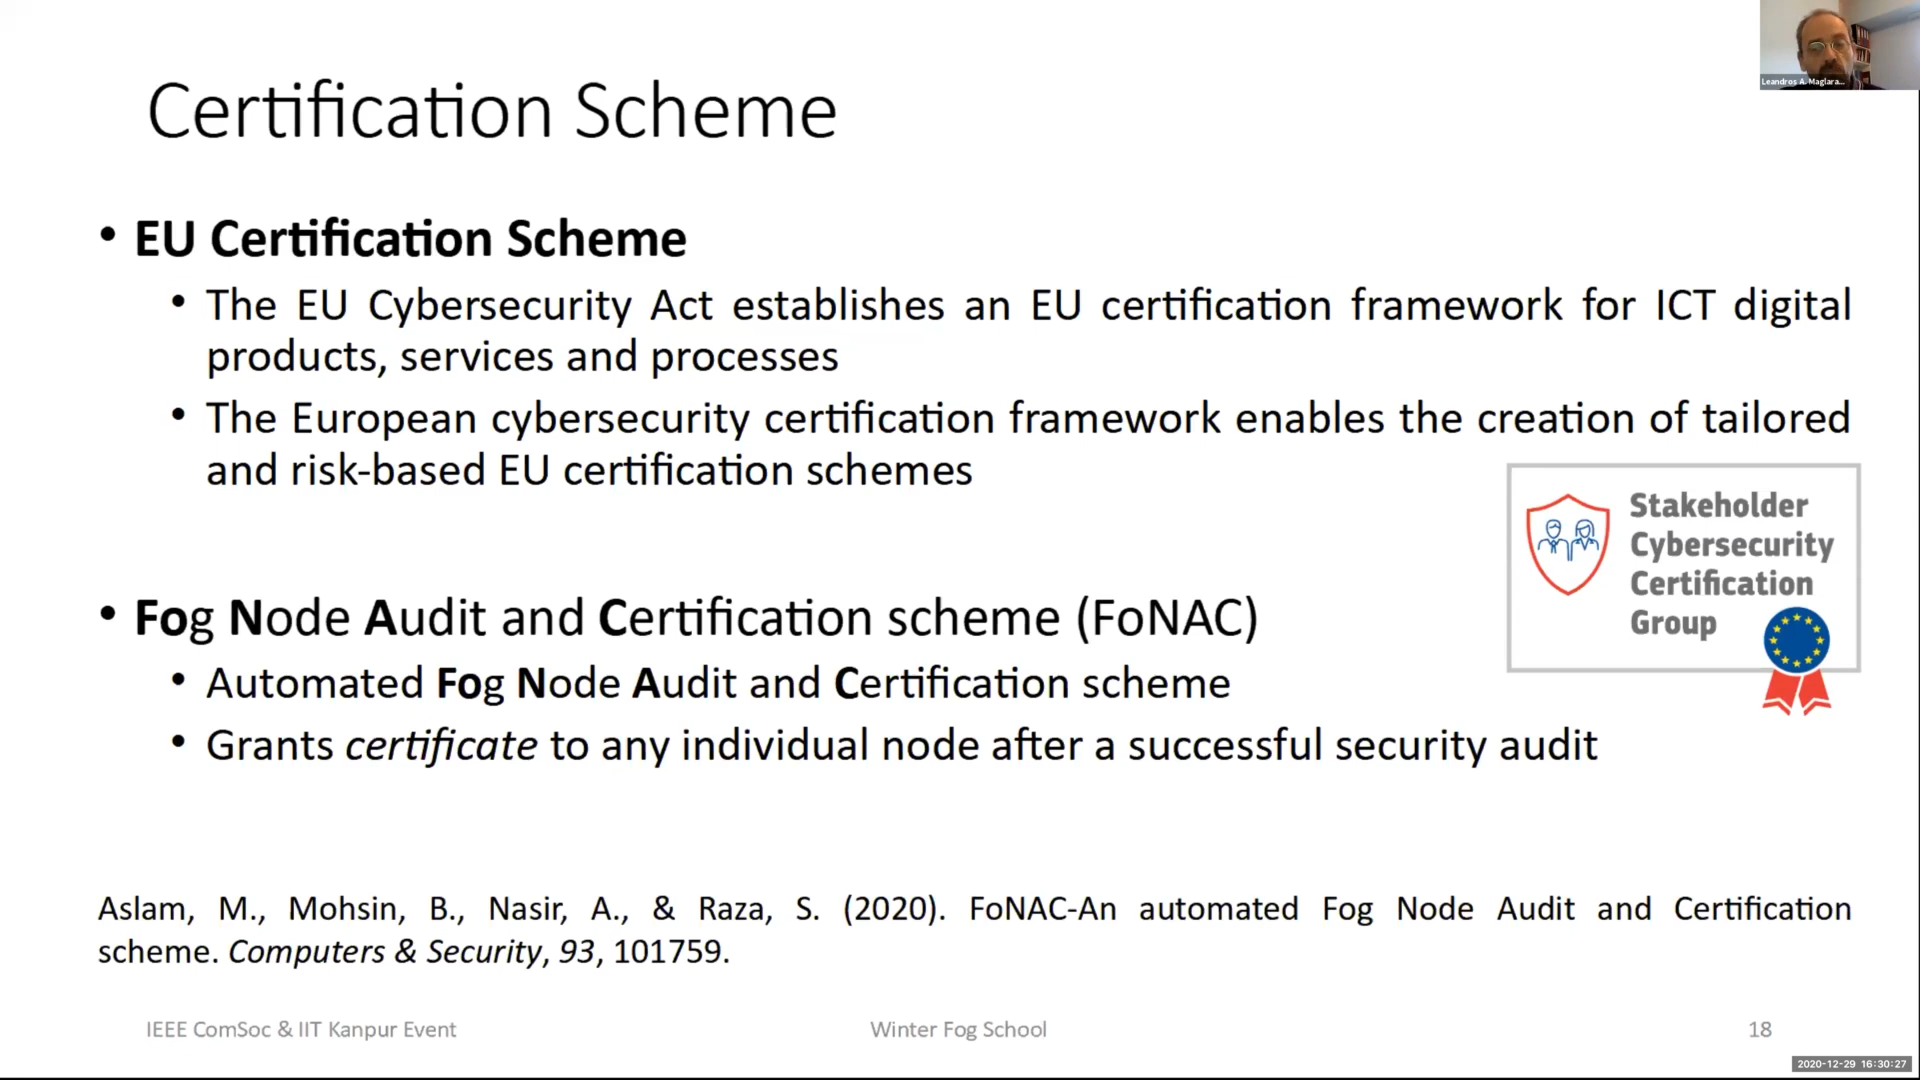 Leandros A. Maglara...
Certification Scheme
• EU Certification Scheme
• The EU Cybersecurity Act establishes an EU certification framework for ICT digital
products, services and processes
• The European cybersecurity certification framework enables the creation of tailored
and risk-based EU certification schemes
Stakeholder
Cybersecurity
Certification
Group
• Fog Node Audit and Certification scheme (FoNAC)
• Automated Fog Node Audit and Certification scheme
• Grants certificate to any individual node after a successful security audit
Aslam, M., Mohsin, B., Nasir, A., & Raza, S. (2020). FoNAC-An automated Fog Node Audit and Certification
scheme. Computers & Security, 93, 101759.
IEEE ComSoc & IIT Kanpur Event
Winter Fog School
18
2020-12-29 16:30:27